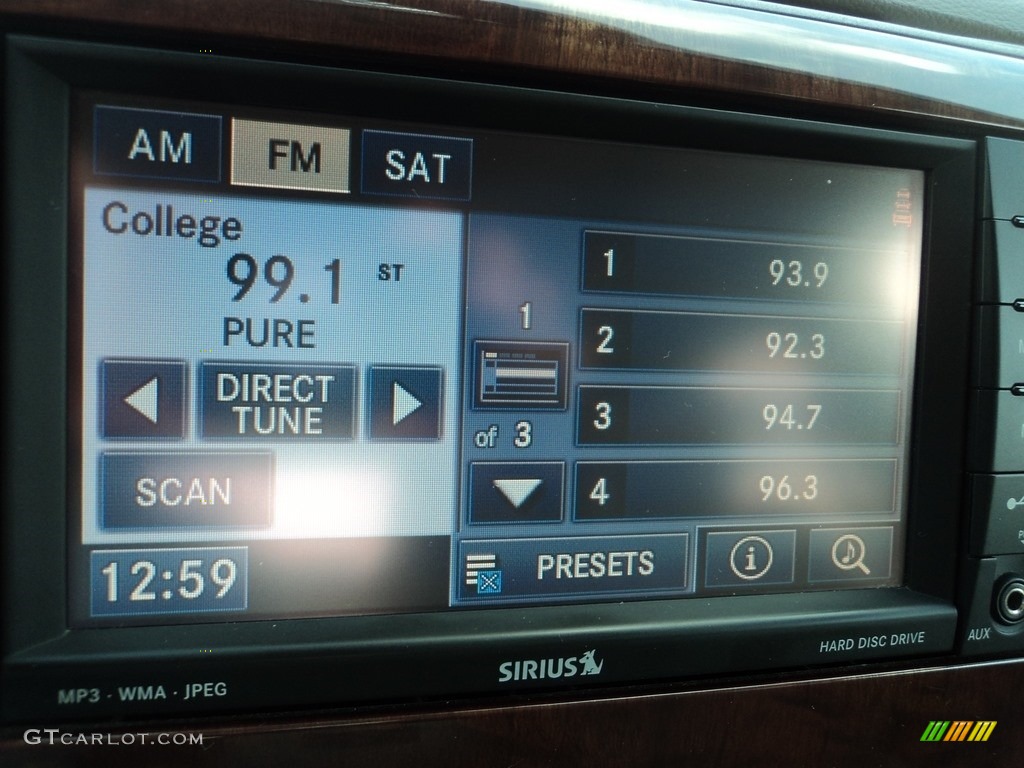 AM FM SAT
College
99.1 ST
PURE
DIRECT
TUNE
SCAN
12:59
1
of 3
1 93.9
2 92.3
3 94.7
4 96.3
PRESETS
i
HARD DISC DRIVE
AUX
SIRIUS
MP3 · WMA · JPEG
GTCARLOT.COM